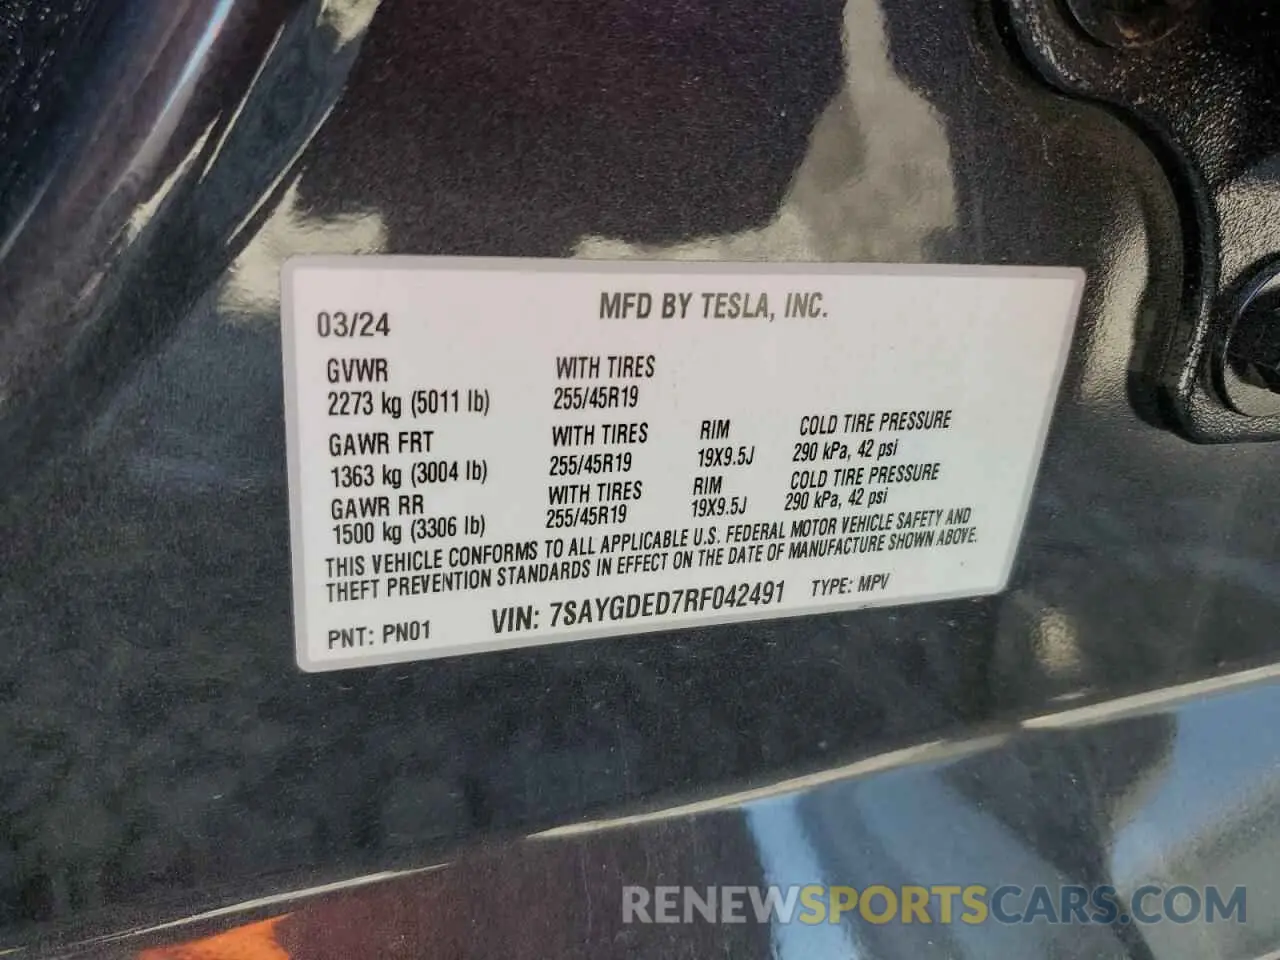 MFD BY TESLA, INC.
03/24
GVWR WITH TIRES
2273 kg (5011 lb) 255/45R19
GAWR FRT WITH TIRES RIM COLD TIRE PRESSURE
1363 kg (3004 lb) 255/45R19 19X9.5J 290 kPa, 42 psi
GAWR RR WITH TIRES RIM COLD TIRE PRESSURE
1500 kg (3306 lb) 255/45R19 19X9.5J 290 kPa, 42 psi
THIS VEHICLE CONFORMS TO ALL APPLICABLE U.S. FEDERAL MOTOR VEHICLE SAFETY AND
THEFT PREVENTION STANDARDS IN EFFECT ON THE DATE OF MANUFACTURE SHOWN ABOVE.
PNT: PN01 VIN: 7SAYGDED7RF042491 TYPE: MPV
RENEWSPORTSCARS.COM